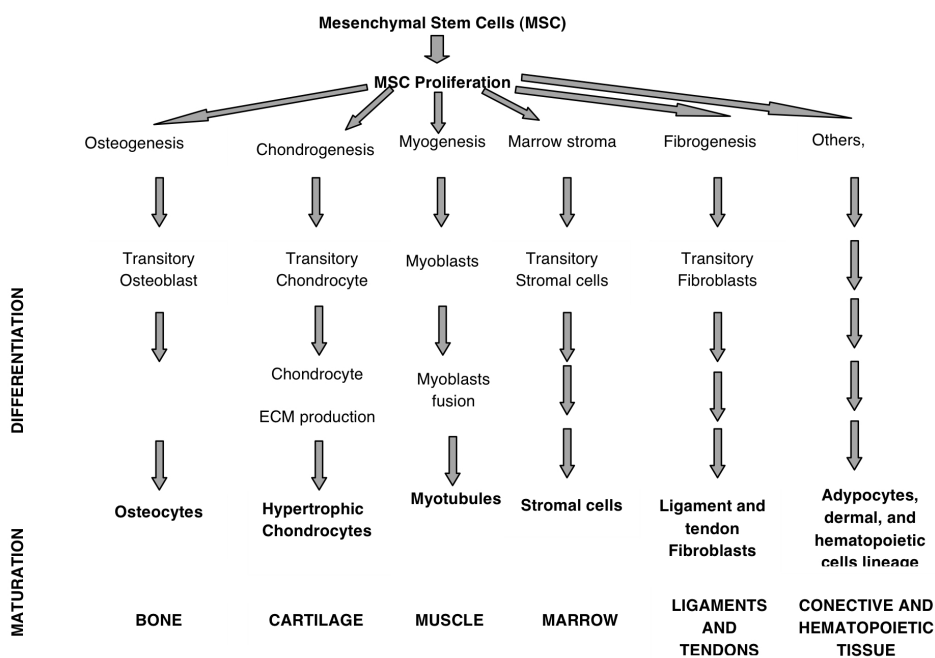 Mesenchymal Stem Cells (MSC)
MSC Proliferation
Osteogenesis
Chondrogenesis
Myogenesis
Marrow stroma
Fibrogenesis
Others,
Transitory
Osteoblast
Transitory
Chondrocyte
Myoblasts
Transitory
Stromal cells
Transitory
Fibroblasts
DIFFERENTIATION
Chondrocyte
ECM production
Myoblasts
fusion
Osteocytes
Hypertrophic
Chondrocytes
Myotubules
Stromal cells
Ligament and
tendon
Fibroblasts
Adypocytes,
dermal, and
hematopoietic
cells lineage
MATURATION
BONE
CARTILAGE
MUSCLE
MARROW
LIGAMENTS
AND
TENDONS
CONECTIVE AND
HEMATOPOIETIC
TISSUE